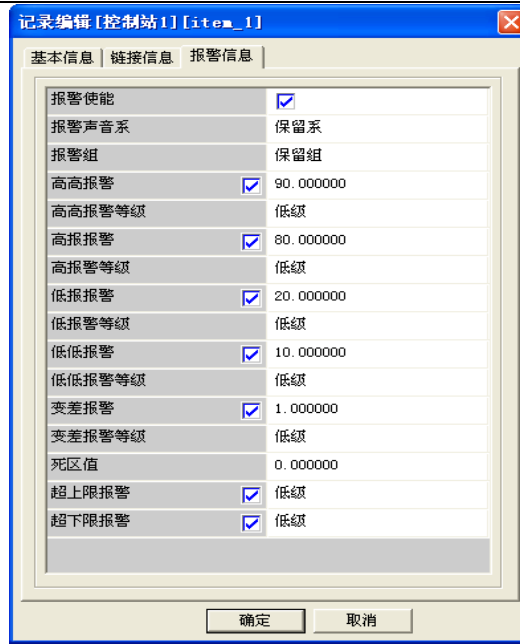 记录编辑[控制站1][item_1]
基本信息 链接信息 报警信息
报警使能
报警声音系 保留系
报警组 保留组
高高报警 90.000000
高高报警等级 低级
高报报警 80.000000
高报警等级 低级
低报报警 20.000000
低报警等级 低级
低低报警 10.000000
低低报警等级 低级
变差报警 1.000000
变差报警等级 低级
死区值 0.000000
超上限报警 低级
超下限报警 低级
确定 取消